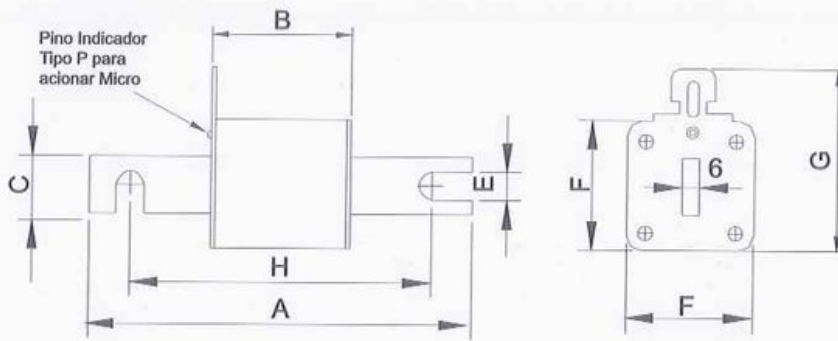 Pino Indicador
Tipo P para
acionar Micro
B
C
E
H
A
F
6
G
F